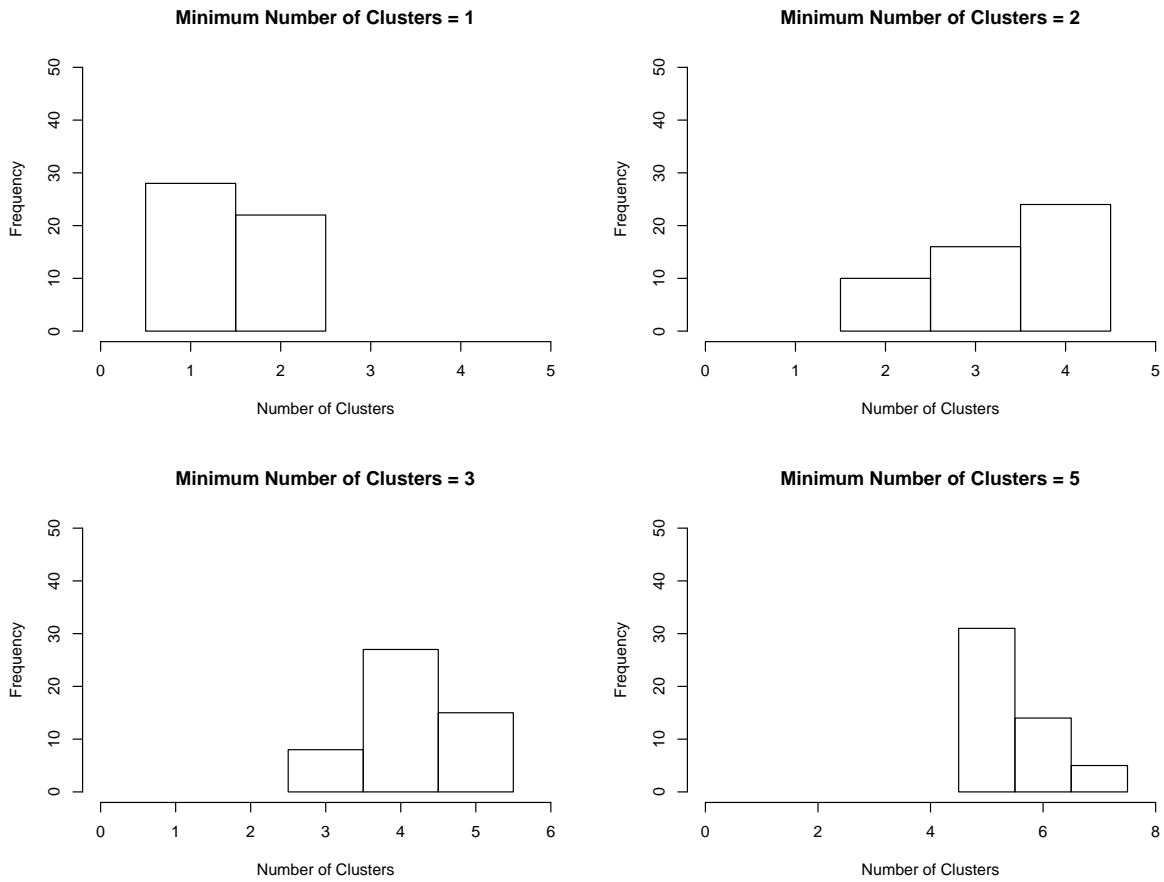 Minimum Number of Clusters = 1
Frequency
50
40
30
20
10
0
0 1 2 3 4 5
Number of Clusters
Minimum Number of Clusters = 2
Frequency
50
40
30
20
10
0
0 1 2 3 4 5
Number of Clusters
Minimum Number of Clusters = 3
Frequency
50
40
30
20
10
0
0 1 2 3 4 5 6
Number of Clusters
Minimum Number of Clusters = 5
Frequency
50
40
30
20
10
0
0 2 4 6 8
Number of Clusters